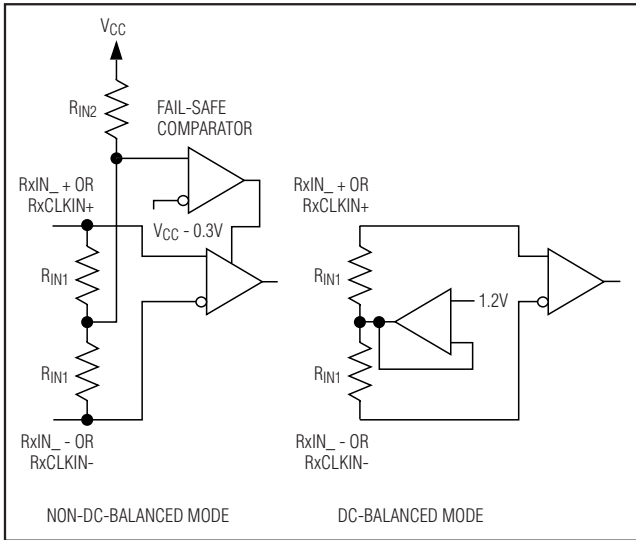 VCC
RIN2
FAIL-SAFE
COMPARATOR
RxIN_ + OR
RxCLKIN+
VCC - 0.3V
RIN1
RIN1
RxIN_ - OR
RxCLKIN-
NON-DC-BALANCED MODE
RxIN_ + OR
RxCLKIN+
RIN1
1.2V
RIN1
RxIN_ - OR
RxCLKIN-
DC-BALANCED MODE